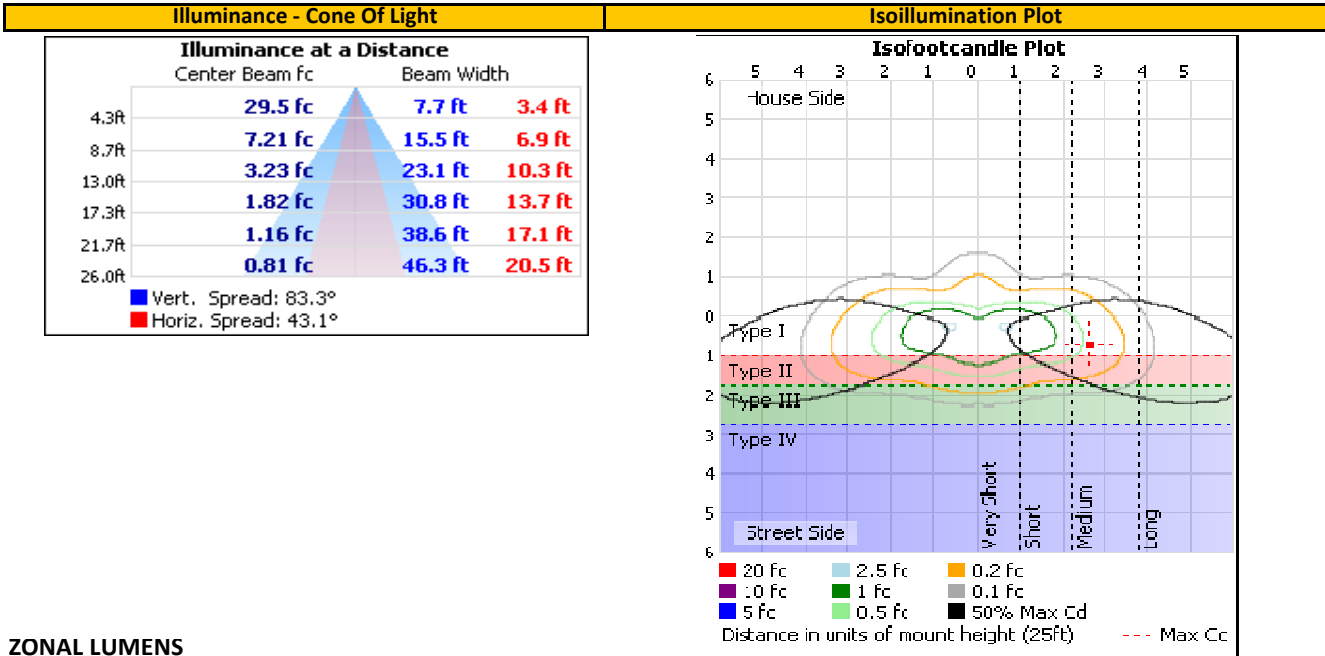 Illuminance - Cone Of Light
Isoillumination Plot
Illuminance at a Distance
Center Beam fc Beam Width
4.3ft 29.5 fc 7.7 ft 3.4 ft
8.7ft 7.21 fc 15.5 ft 6.9 ft
13.0ft 3.23 fc 23.1 ft 10.3 ft
17.3ft 1.82 fc 30.8 ft 13.7 ft
21.7ft 1.16 fc 38.6 ft 17.1 ft
26.0ft 0.81 fc 46.3 ft 20.5 ft
Vert. Spread: 83.3°
Horiz. Spread: 43.1°
Isofootcandle Plot
5 4 3 2 1 0 1 2 3 4 5
6
House Side
5
4
3
2
1
0
Type I
1
Type II
2
Type III
3
Type IV
4
5
6
Very Short
Short
Medium
Long
Street Side
20 fc 2.5 fc 0.2 fc
10 fc 1 fc 0.1 fc
5 fc 0.5 fc 50% Max Cd
Distance in units of mount height (25ft) --- Max Cc
ZONAL LUMENS